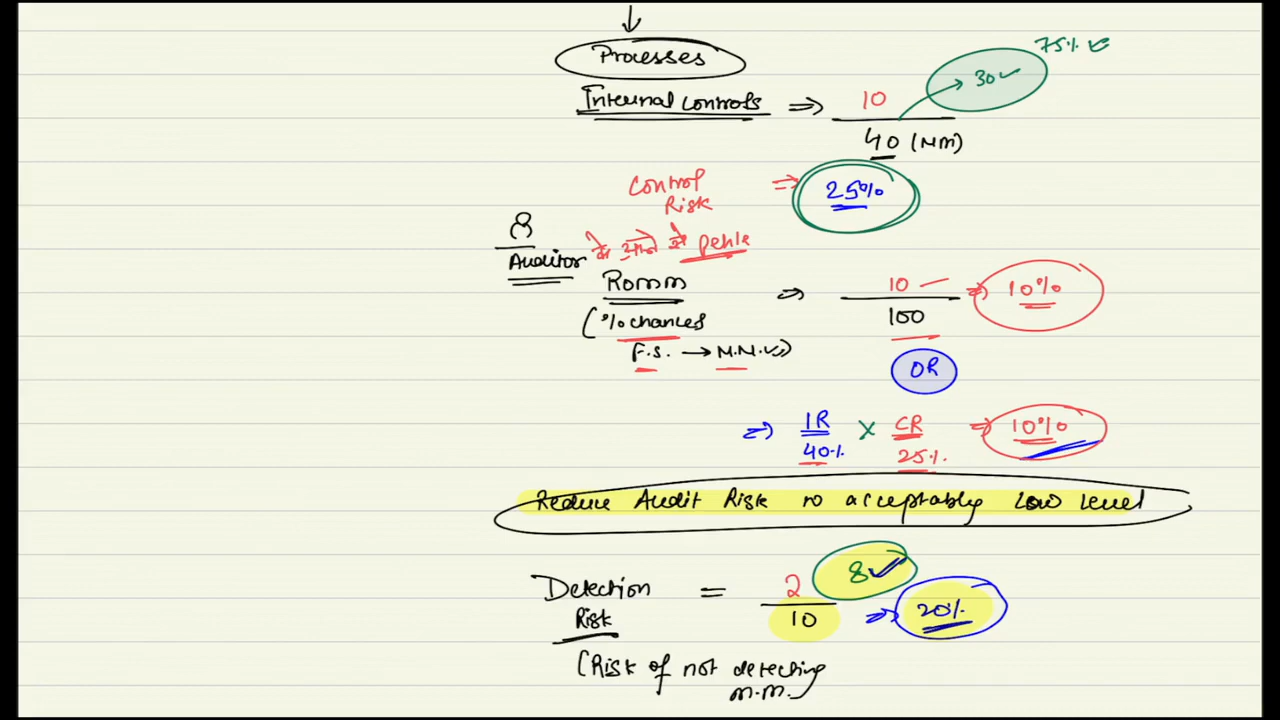 Processes
75%
Internal controls ⇒ 10
30 ✓
40 (MM)
Control Risk ⇒ 25%
Auditor के आने से pehle
Romm ⇒ 10 ⇒ 10%
100
(% chances
F.S. → M.M.
OR
⇒ IR × CR ⇒ 10%
40% 25%
Reduce Audit Risk to acceptably low level
Detection Risk = 2 8 ✓
10 ⇒ 20%
(Risk of not detecting
m.m.)